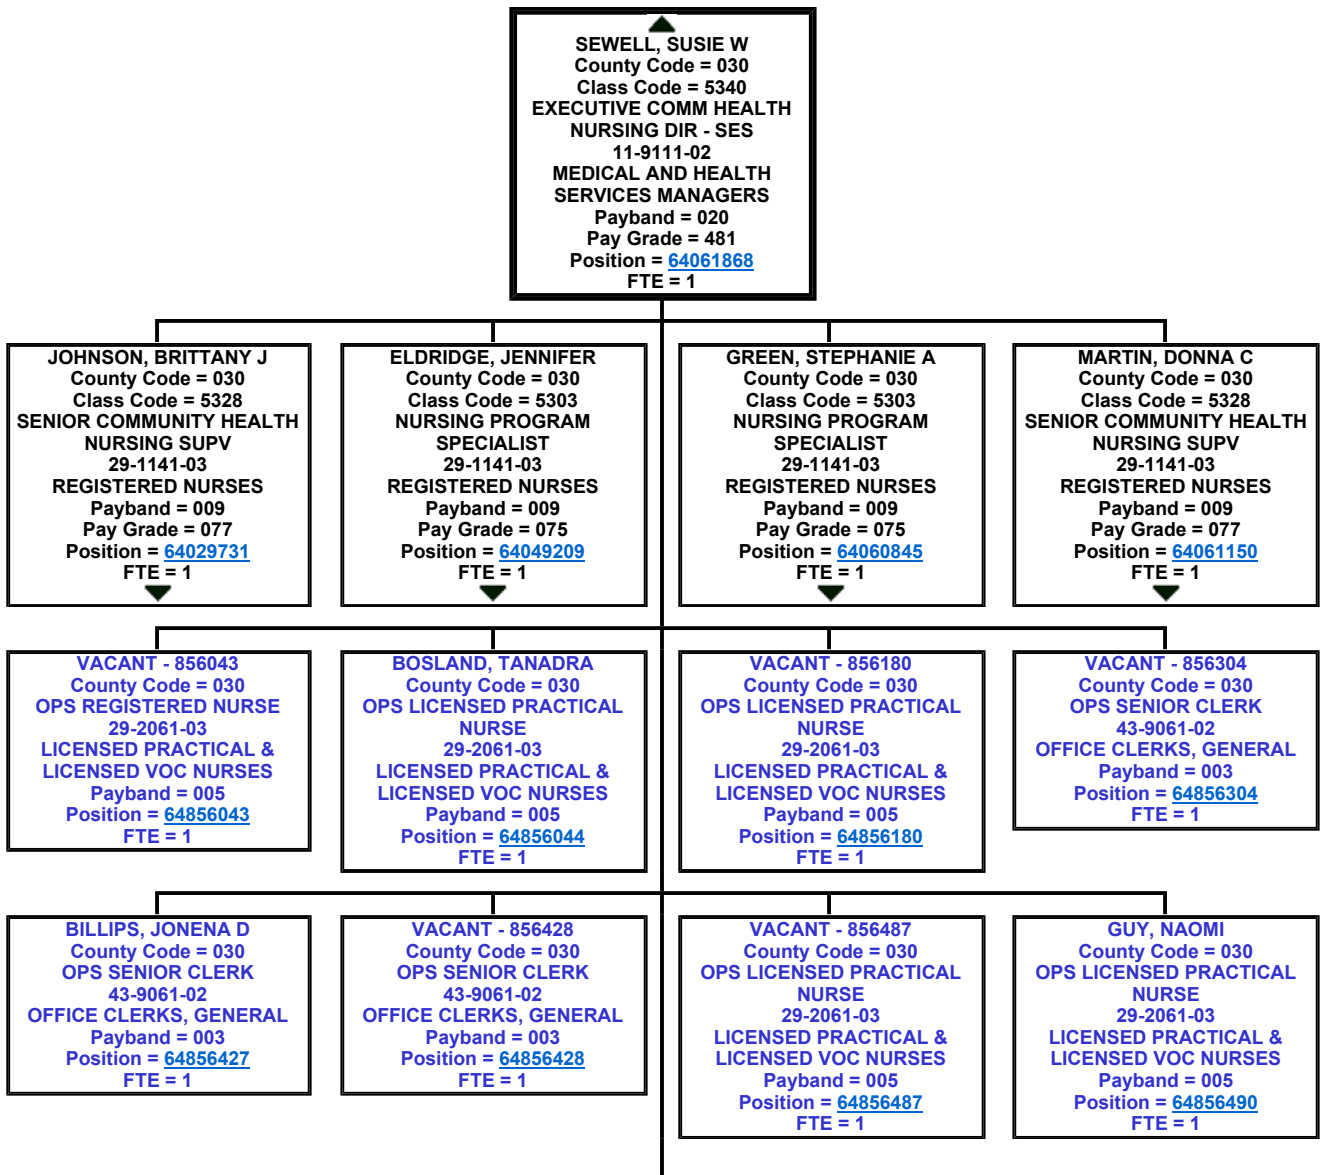 SEWELL, SUSIE W
County Code = 030
Class Code = 5340
EXECUTIVE COMM HEALTH
NURSING DIR - SES
11-9111-02
MEDICAL AND HEALTH
SERVICES MANAGERS
Payband = 020
Pay Grade = 481
Position = 64061868
FTE = 1
JOHNSON, BRITTANY J
County Code = 030
Class Code = 5328
SENIOR COMMUNITY HEALTH
NURSING SUPV
29-1141-03
REGISTERED NURSES
Payband = 009
Pay Grade = 077
Position = 64029731
FTE = 1
ELDRIDGE, JENNIFER
County Code = 030
Class Code = 5303
NURSING PROGRAM
SPECIALIST
29-1141-03
REGISTERED NURSES
Payband = 009
Pay Grade = 075
Position = 64049209
FTE = 1
GREEN, STEPHANIE A
County Code = 030
Class Code = 5303
NURSING PROGRAM
SPECIALIST
29-1141-03
REGISTERED NURSES
Payband = 009
Pay Grade = 075
Position = 64060845
FTE = 1
MARTIN, DONNA C
County Code = 030
Class Code = 5328
SENIOR COMMUNITY HEALTH
NURSING SUPV
29-1141-03
REGISTERED NURSES
Payband = 009
Pay Grade = 077
Position = 64061150
FTE = 1
VACANT - 856043
County Code = 030
OPS REGISTERED NURSE
29-2061-03
LICENSED PRACTICAL &
LICENSED VOC NURSES
Payband = 005
Position = 64856043
FTE = 1
BOSLAND, TANADRA
County Code = 030
OPS LICENSED PRACTICAL
NURSE
29-2061-03
LICENSED PRACTICAL &
LICENSED VOC NURSES
Payband = 005
Position = 64856044
FTE = 1
VACANT - 856180
County Code = 030
OPS LICENSED PRACTICAL
NURSE
29-2061-03
LICENSED PRACTICAL &
LICENSED VOC NURSES
Payband = 005
Position = 64856180
FTE = 1
VACANT - 856304
County Code = 030
OPS SENIOR CLERK
43-9061-02
OFFICE CLERKS, GENERAL
Payband = 003
Position = 64856304
FTE = 1
BILLIPS, JONENA D
County Code = 030
OPS SENIOR CLERK
43-9061-02
OFFICE CLERKS, GENERAL
Payband = 003
Position = 64856427
FTE = 1
VACANT - 856428
County Code = 030
OPS SENIOR CLERK
43-9061-02
OFFICE CLERKS, GENERAL
Payband = 003
Position = 64856428
FTE = 1
VACANT - 856487
County Code = 030
OPS LICENSED PRACTICAL
NURSE
29-2061-03
LICENSED PRACTICAL &
LICENSED VOC NURSES
Payband = 005
Position = 64856487
FTE = 1
GUY, NAOMI
County Code = 030
OPS LICENSED PRACTICAL
NURSE
29-2061-03
LICENSED PRACTICAL &
LICENSED VOC NURSES
Payband = 005
Position = 64856490
FTE = 1